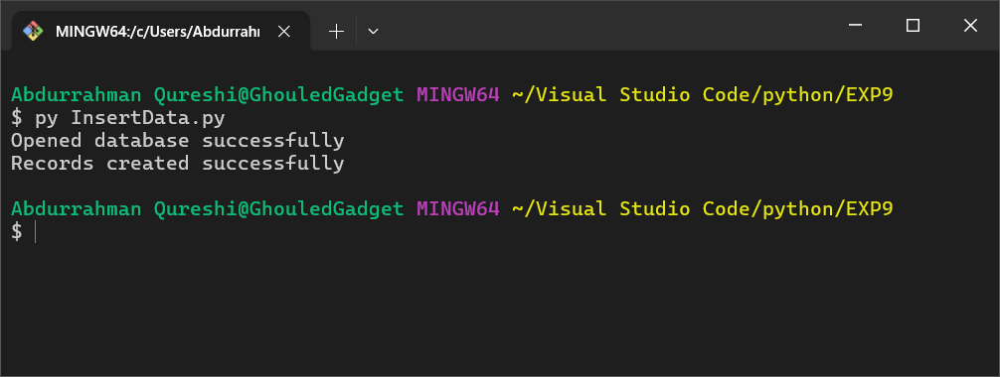 MINGW64:/c/Users/Abdurrahr
Abdurrahman Qureshi@GhouledGadget MINGW64 ~/Visual Studio Code/python/EXP9
$ py InsertData.py
Opened database successfully
Records created successfully
Abdurrahman Qureshi@GhouledGadget MINGW64 ~/Visual Studio Code/python/EXP9
$